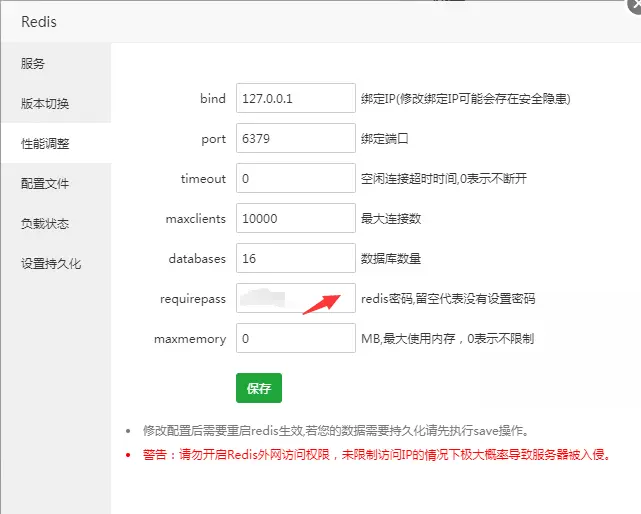 Redis
服务
版本切换
性能调整
配置文件
负载状态
设置持久化
bind 127.0.0.1 绑定IP(修改绑定IP可能会存在安全隐患)
port 6379 绑定端口
timeout 0 空闲连接超时时间,0表示不断开
maxclients 10000 最大连接数
databases 16 数据库数量
requirepass redis密码,留空代表没有设置密码
maxmemory 0 MB,最大使用内存，0表示不限制
保存
修改配置后需要重启redis生效,若您的数据需要持久化请先执行save操作。
警告：请勿开启Redis外网访问权限，未限制访问IP的情况下极大概率导致服务器被入侵。